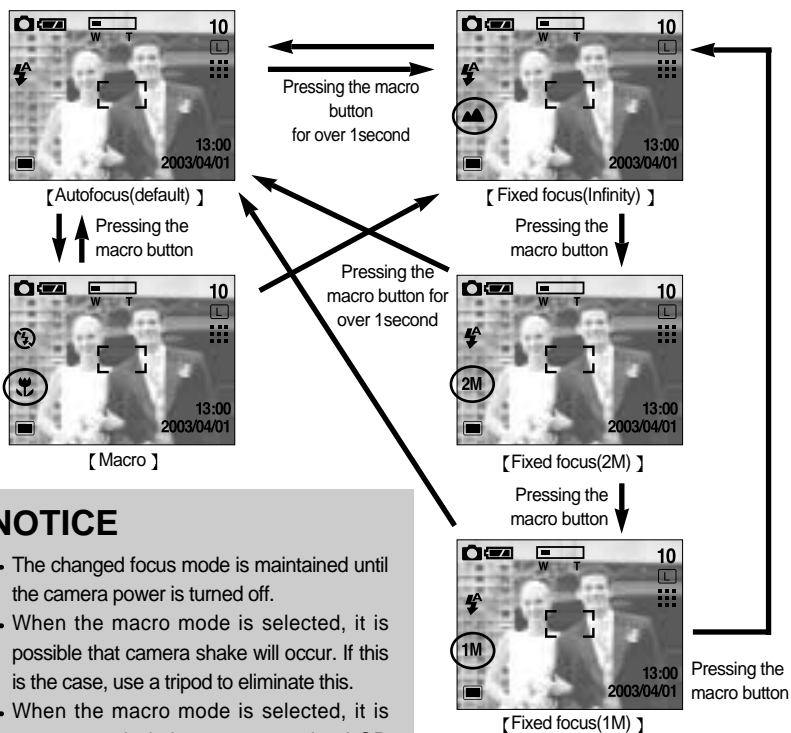 10
W T
L
A
13:00
2003/04/01
【Autofocus(default) 】
Pressing the macro
button
for over 1second
10
W T
L
A
13:00
2003/04/01
【 Fixed focus(Infinity) 】
Pressing the
macro button
Pressing the
macro button
Pressing the
macro button for
over 1second
10
W T
L
13:00
2003/04/01
【 Macro 】
10
W T
L
A
2M
13:00
2003/04/01
【Fixed focus(2M) 】
Pressing the
macro button
10
W T
L
A
1M
13:00
2003/04/01
【Fixed focus(1M) 】
Pressing the
macro button
NOTICE
The changed focus mode is maintained until
the camera power is turned off.
When the macro mode is selected, it is
possible that camera shake will occur. If this
is the case, use a tripod to eliminate this.
When the macro mode is selected, it is